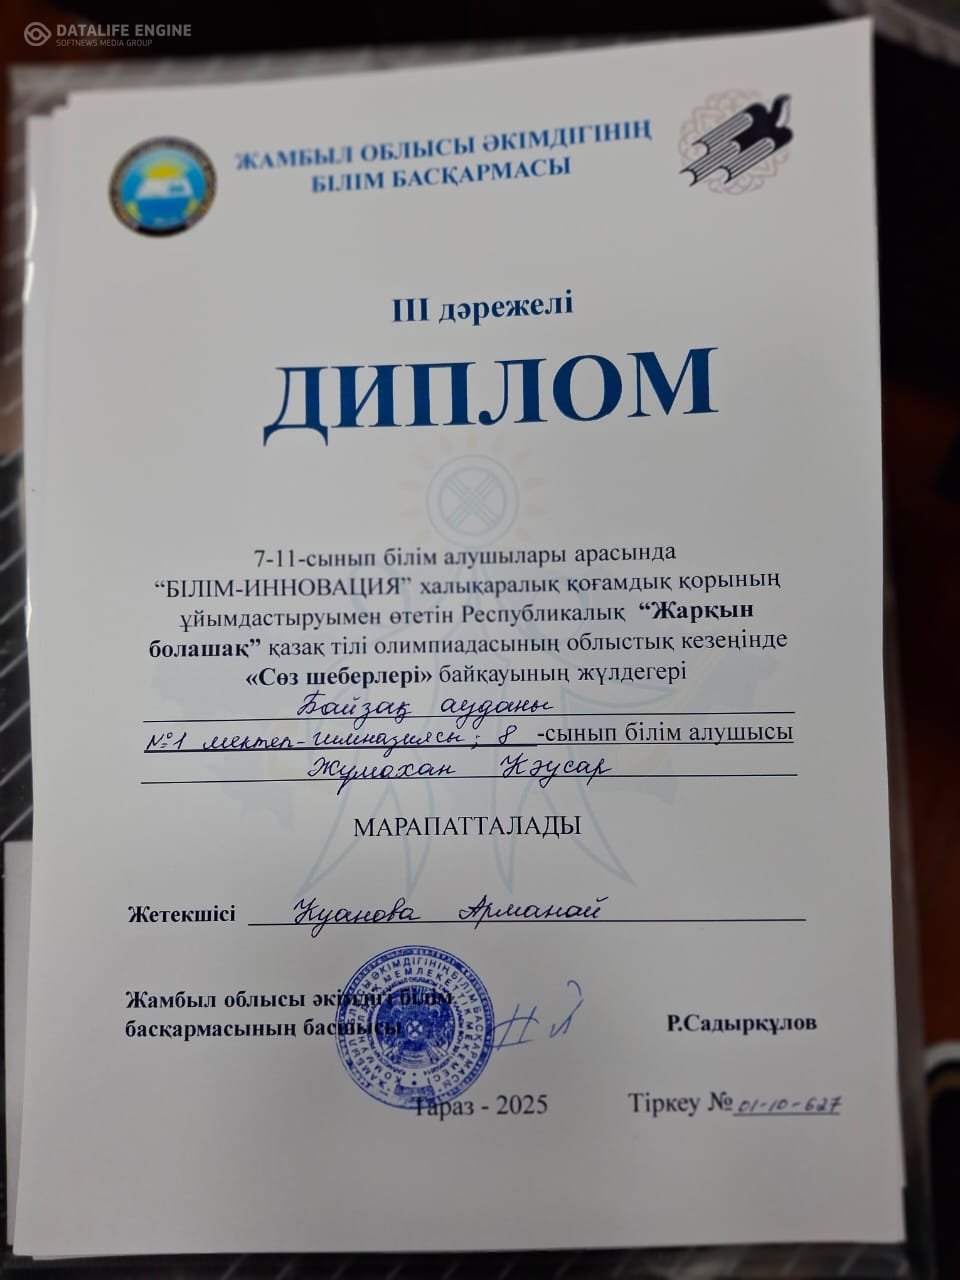 DATALIFE ENGINE
SOFTNEWS MEDIA GROUP
ЖАМБЫЛ ОБЛЫСЫ ӘКІМДІГІНІҢ
БІЛІМ БАСҚАРМАСЫ
III дәрежелі
ДИПЛОМ
7-11-сынып білім алушылары арасында
“БІЛІМ-ИННОВАЦИЯ” халықаралық қоғамдық қорының
ұйымдастыруымен өтетін Республикалық “Жарқын
болашақ” қазақ тілі олимпиадасының облыстық кезеңінде
«Сөз шеберлері» байқауының жүлдегері
Байзақ ауданы
№1 мектеп-гимназиясы; 8 -сынып білім алушысы
Жұмахан Кәусар
МАРАПАТТАЛАДЫ
Жетекшісі Куанова Арманай
Жамбыл облысы әкімдігі білім
басқармасының басшысы
Р.Садырқұлов
Тараз - 2025
Тіркеу № 01-10-627